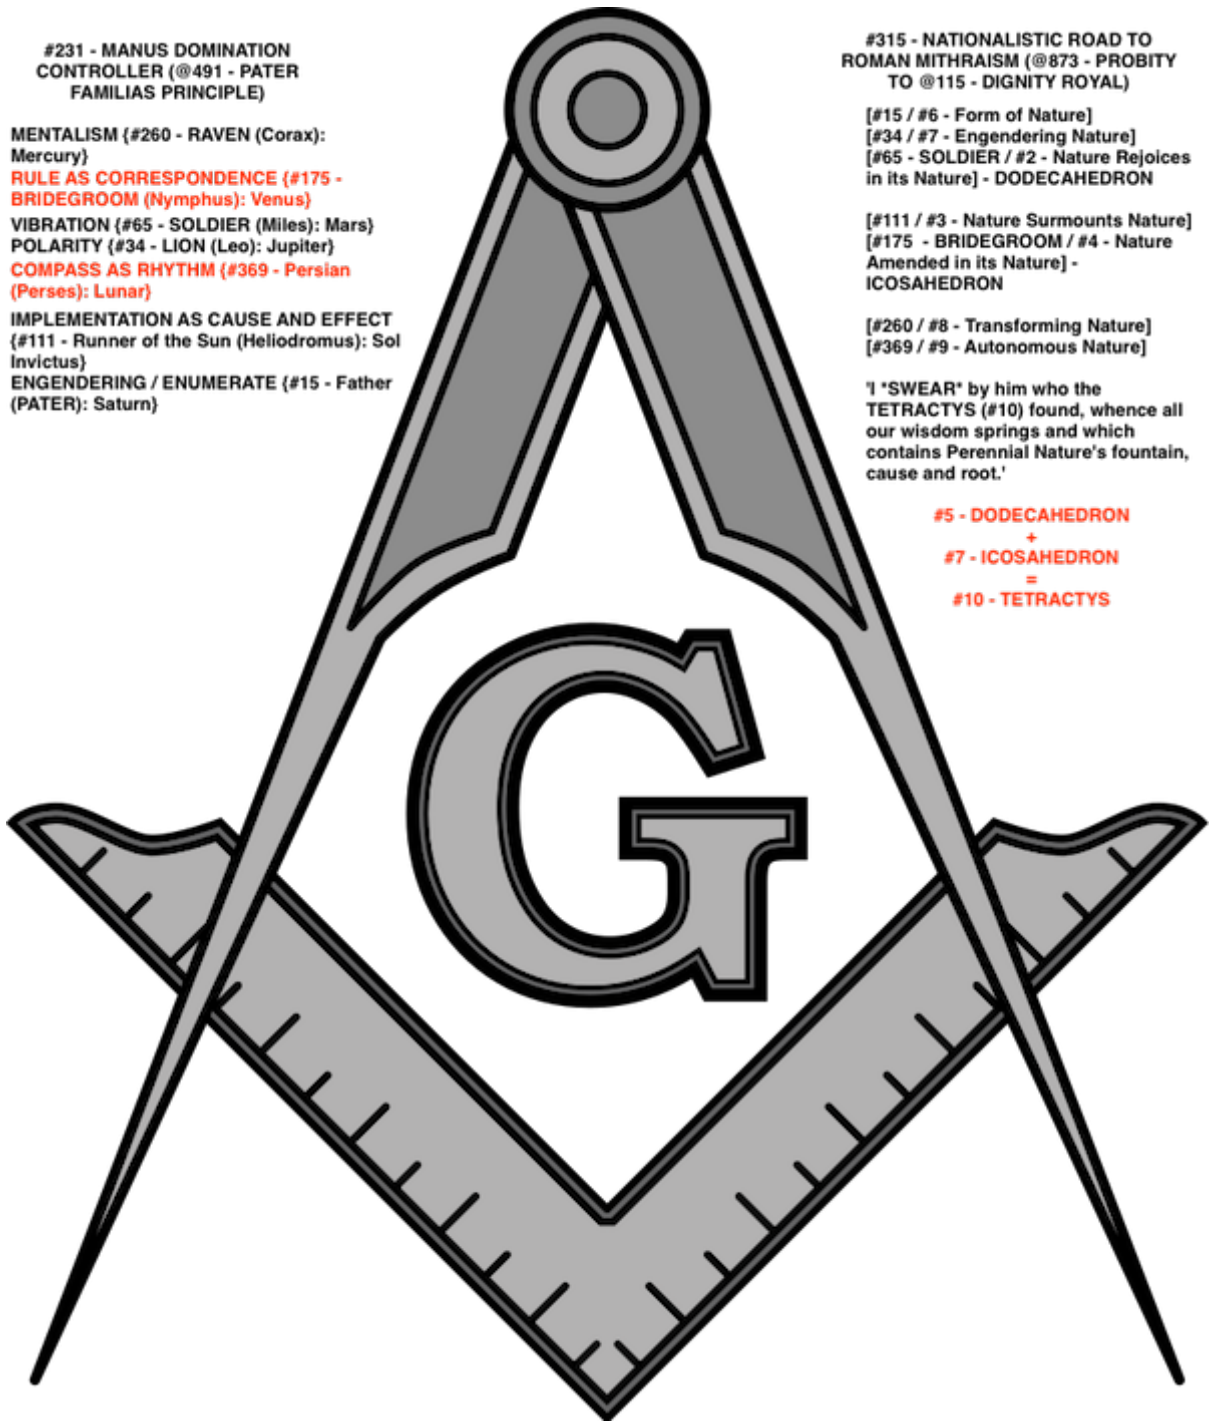 #231 - MANUS DOMINATION
CONTROLLER (@491 - PATER
FAMILIAS PRINCIPLE)
MENTALISM {#260 - RAVEN (Corax):
Mercury}
RULE AS CORRESPONDENCE {#175 -
BRIDEGROOM (Nymphus): Venus}
VIBRATION {#65 - SOLDIER (Miles): Mars}
POLARITY {#34 - LION (Leo): Jupiter}
COMPASS AS RHYTHM {#369 - Persian
(Perses): Lunar}
IMPLEMENTATION AS CAUSE AND EFFECT
{#111 - Runner of the Sun (Heliodromus): Sol
Invictus}
ENGENDERING / ENUMERATE {#15 - Father
(PATER): Saturn}
#315 - NATIONALISTIC ROAD TO
ROMAN MITHRAISM (@873 - PROBITY
TO @115 - DIGNITY ROYAL)
[#15 / #6 - Form of Nature]
[#34 / #7 - Engendering Nature]
[#65 - SOLDIER / #2 - Nature Rejoices
in its Nature] - DODECAHEDRON
[#111 / #3 - Nature Surmounts Nature]
[#175  - BRIDEGROOM / #4 - Nature
Amended in its Nature] -
ICOSAHEDRON
[#260 / #8 - Transforming Nature]
[#369 / #9 - Autonomous Nature]
'I *SWEAR* by him who the
TETRACTYS (#10) found, whence all
our wisdom springs and which
contains Perennial Nature's fountain,
cause and root.'
#5 - DODECAHEDRON
+
#7 - ICOSAHEDRON
=
#10 - TETRACTYS
G